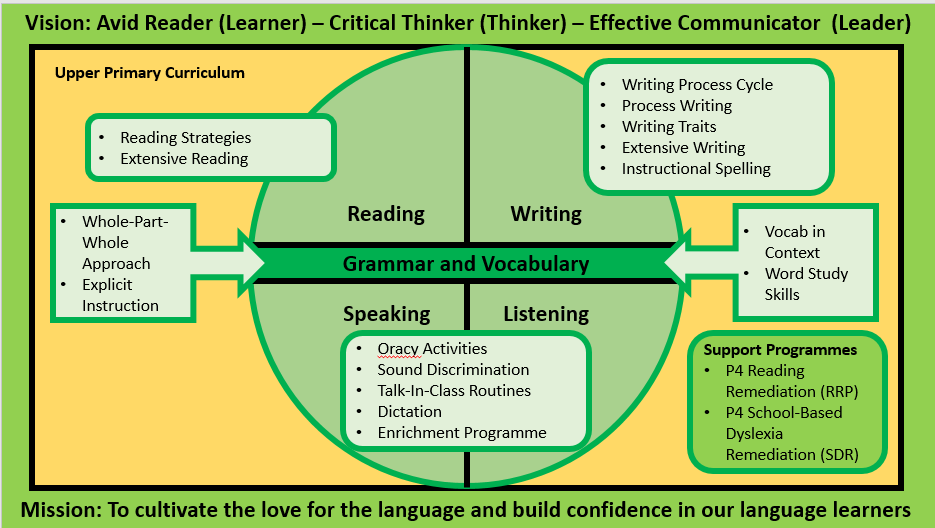 Vision: Avid Reader (Learner) – Critical Thinker (Thinker) – Effective Communicator  (Leader)
Upper Primary Curriculum
• Reading Strategies
• Extensive Reading
• Writing Process Cycle
• Process Writing
• Writing Traits
• Extensive Writing
• Instructional Spelling
Reading
Writing
• Whole-Part-
Whole
Approach
• Explicit
Instruction
Grammar and Vocabulary
• Vocab in
Context
• Word Study
Skills
Speaking
Listening
• Oracy Activities
• Sound Discrimination
• Talk-In-Class Routines
• Dictation
• Enrichment Programme
Support Programmes
• P4 Reading
Remediation (RRP)
• P4 School-Based
Dyslexia
Remediation (SDR)
Mission: To cultivate the love for the language and build confidence in our language learners